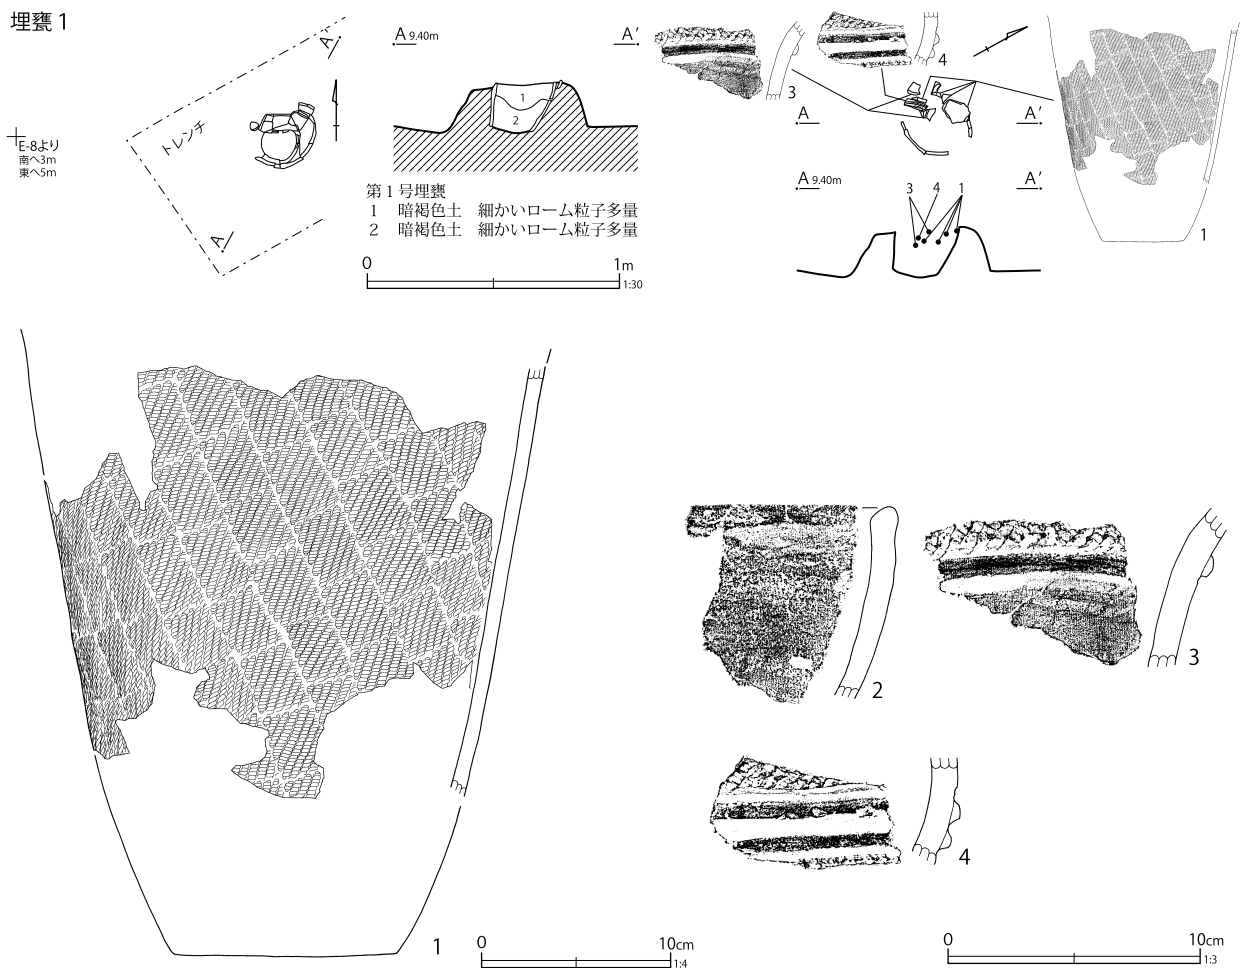 埋甕 1
A
A′
トレンチ
E-8より
南へ3m
東へ5m
A 9.40m
A′
1
2
第1号埋甕
1 暗褐色土 細かいローム粒子多量
2 暗褐色土 細かいローム粒子多量
0
1m
1:30
3
4
A
A′
A 9.40m
A′
3
4
1
1
1
0
10cm
1:4
2
3
4
0
10cm
1:3